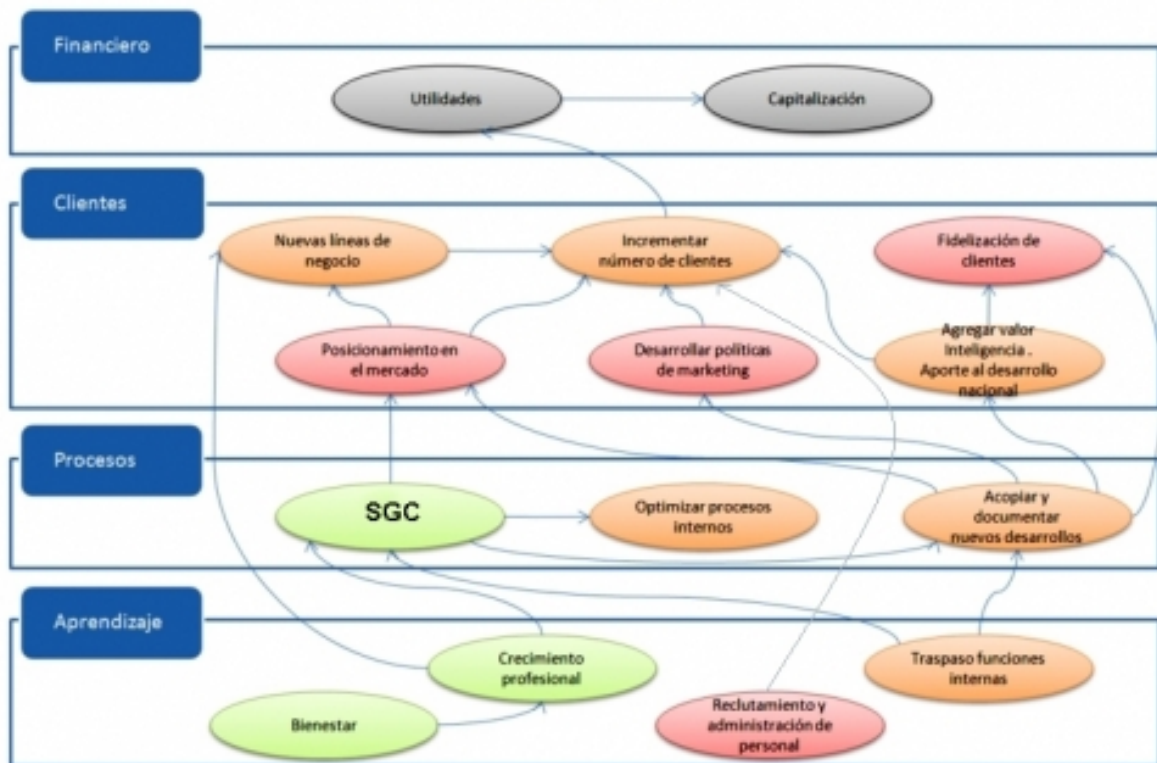 Financiero
Utilidades
Capitalización
Clientes
Nuevas líneas de
negocio
Incrementar
número de clientes
Fidelización de
clientes
Posicionamiento en
el mercado
Desarrollar políticas
de marketing
Agregar valor
Inteligencia .
Aporte al desarrollo
nacional
Procesos
SGC
Optimizar procesos
internos
Acopiar y
documentar
nuevos desarrollos
Aprendizaje
Crecimiento
profesional
Traspaso funciones
internas
Bienestar
Reclutamiento y
administración de
personal